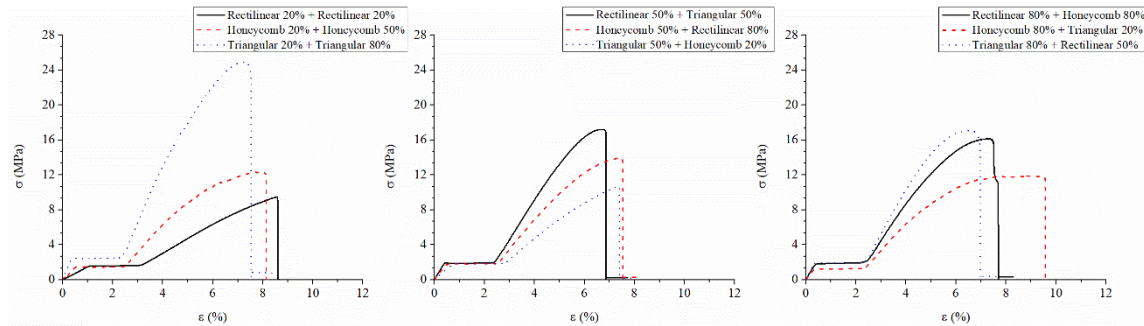 Rectilinear 20% + Rectilinear 20%
Honeycomb 20% + Honeycomb 50%
Triangular 20% + Triangular 80%
28
24
20
16
12
8
4
0
σ (MPa)
0 2 4 6 8 10 12
ε (%)
Rectilinear 50% + Triangular 50%
Honeycomb 50% + Rectilinear 80%
Triangular 50% + Honeycomb 20%
28
24
20
16
12
8
4
0
σ (MPa)
0 2 4 6 8 10 12
ε (%)
Rectilinear 80% + Honeycomb 80%
Honeycomb 80% + Triangular 20%
Triangular 80% + Rectilinear 50%
28
24
20
16
12
8
4
0
σ (MPa)
0 2 4 6 8 10 12
ε (%)